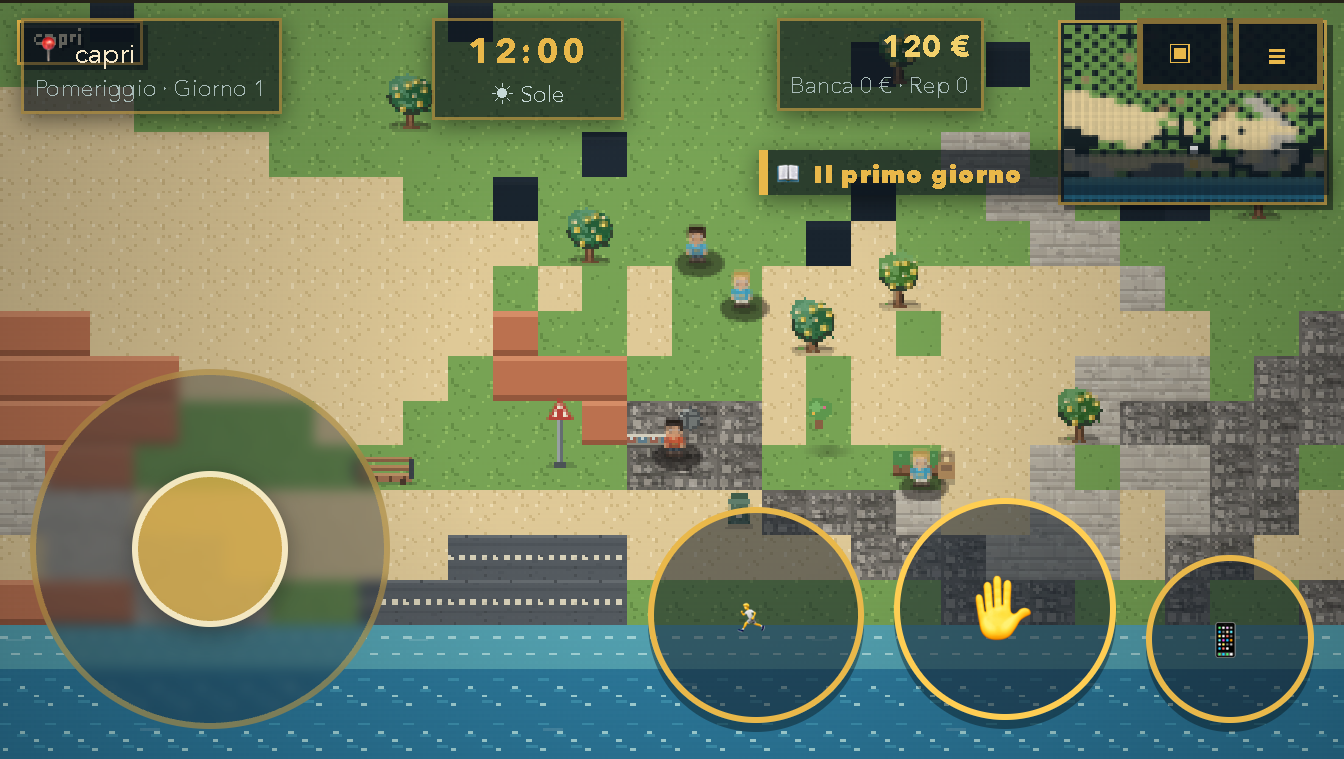 capri
capri
Pomeriggio · Giorno 1
12:00
☀ Sole
120 €
Banca 0 € · Rep 0
Il primo giorno